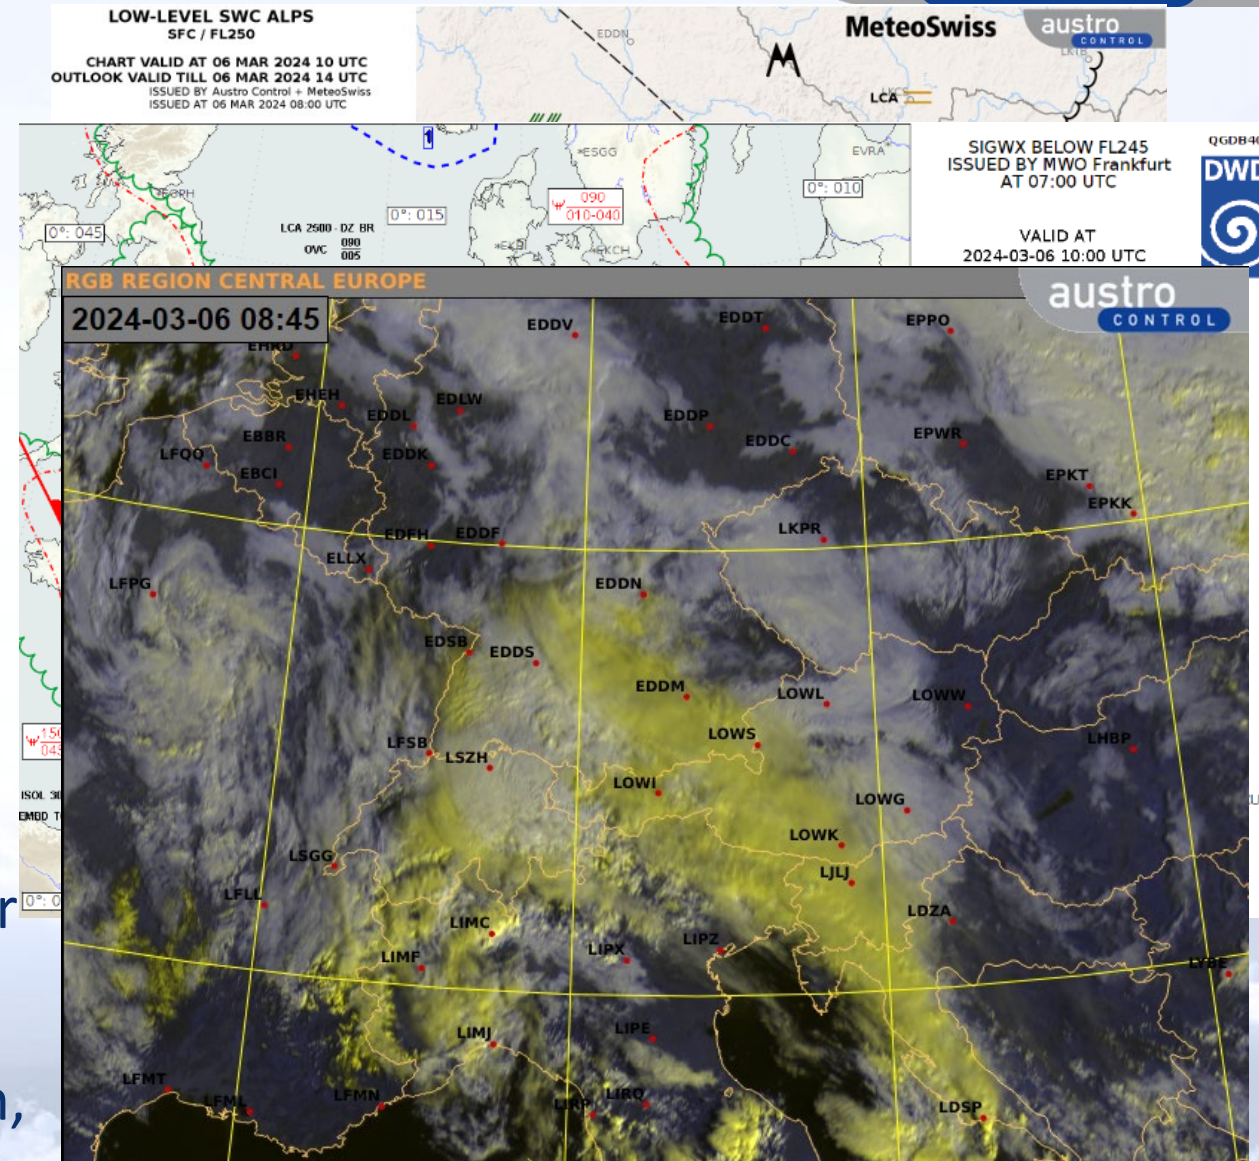 LOW-LEVEL SWC ALPS
SFC / FL250
CHART VALID AT 06 MAR 2024 10 UTC
OUTLOOK VALID TILL 06 MAR 2024 14 UTC
ISSUED BY Austro Control + MeteoSwiss
ISSUED AT 06 MAR 2024 08:00 UTC
EDDN
MeteoSwiss
austro
CONTROL
LKTB
LCA
1
ESGG
EVRA
090
010-040
0°: 010
0°: 015
0°: 045
LCA 2500 - DZ BR
OVC 090
005
EKCH
SIGWX BELOW FL245
ISSUED BY MWO Frankfurt
AT 07:00 UTC
VALID AT
2024-03-06 10:00 UTC
DWD
RGB REGION CENTRAL EUROPE
2024-03-06 08:45
austro
CONTROL
EDDV
EDDT
EPPO
EHRD
EHEH
EDDL
EDLW
EDDP
EDDC
EPWR
EBBR
LFQQ
EBCI
EDDK
EPKT
EPKK
EDFH
EDDF
LKPR
ELLX
LFPG
EDDN
EDSB
EDDS
EDDM
LOWL
LOWW
LOWS
LHBP
LFSB
LSZH
LOWI
LOWG
LOWK
LSGG
LJLJ
LFLL
LIMC
LIPX
LIPZ
LDZA
LIMF
LYBE
LIMJ
LIPE
LFMT
LFML
LFMN
LIRP
LIRQ
LDSP
ISOL
EMBD
r
n,